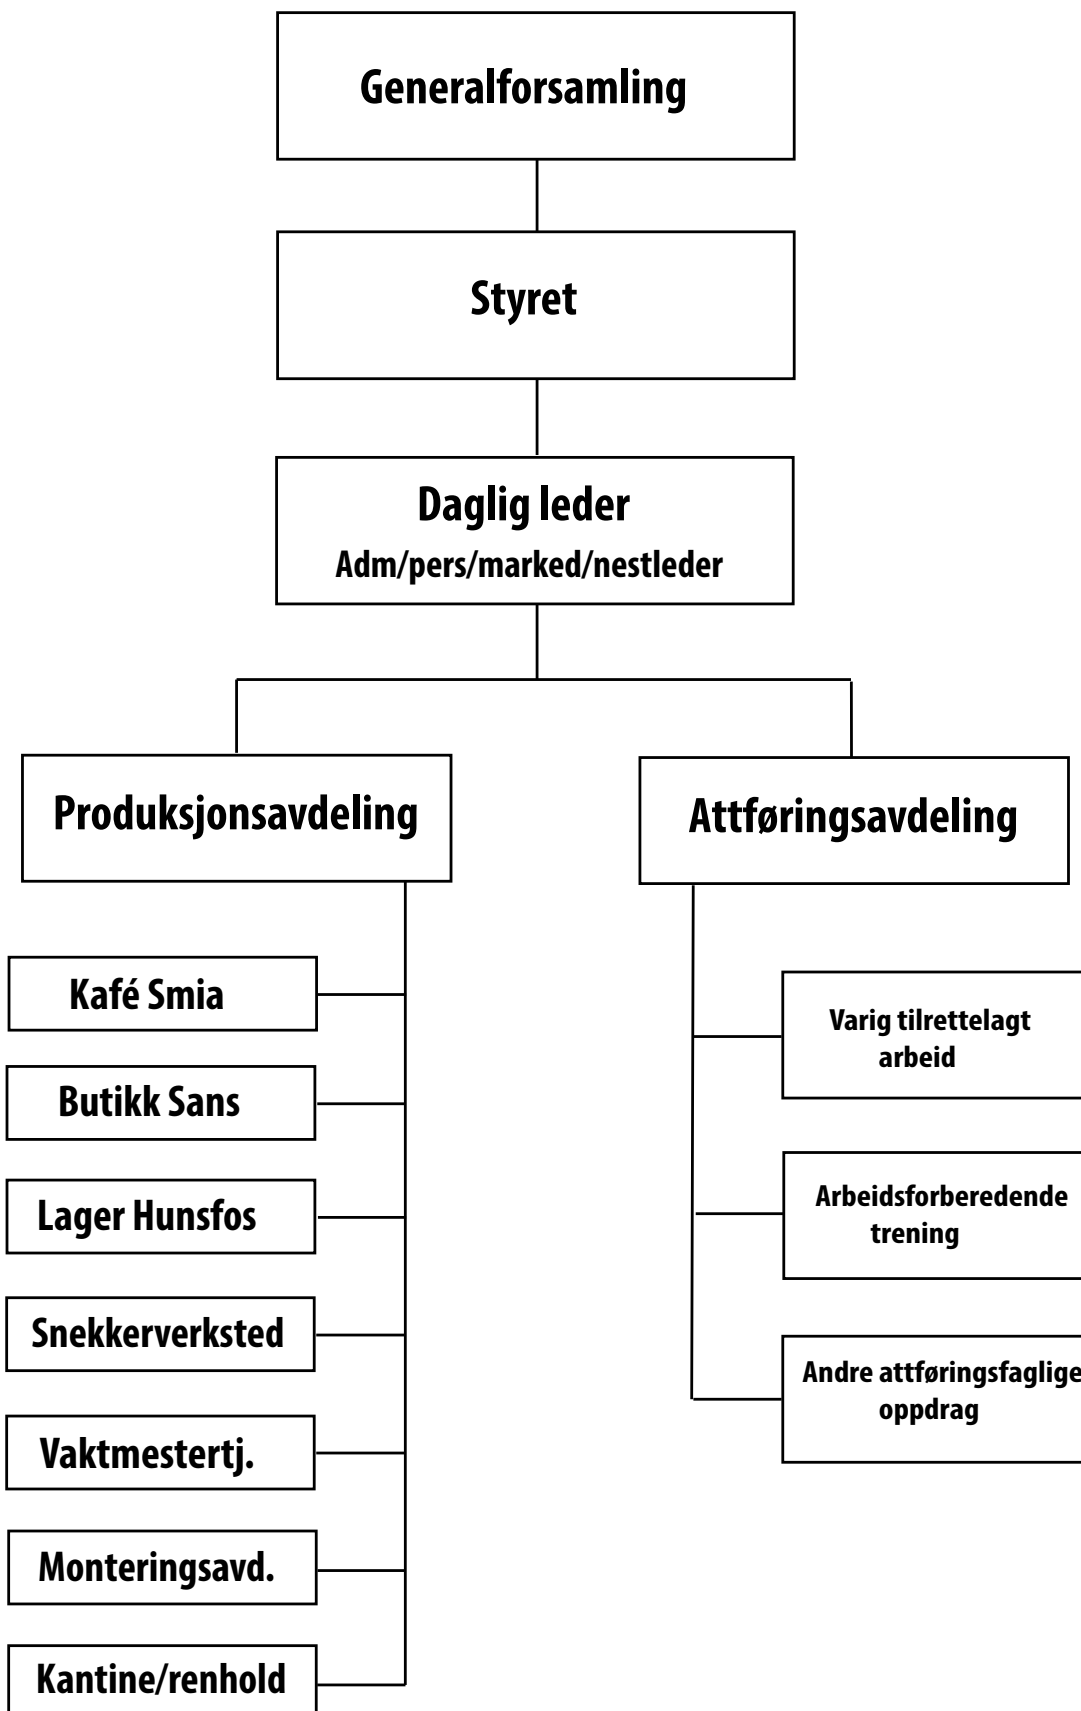 Generalforsamling
Styret
Daglig leder
Adm/pers/marked/nestleder
Produksjonsavdeling
Kafé Smia
Butikk Sans
Lager Hunsfos
Snekkerverksted
Vaktmestertj.
Monteringsavd.
Kantine/renhold
Attføringsavdeling
Varig tilrettelagt
arbeid
Arbeidsforberedende
trening
Andre attføringsfaglige
oppdrag